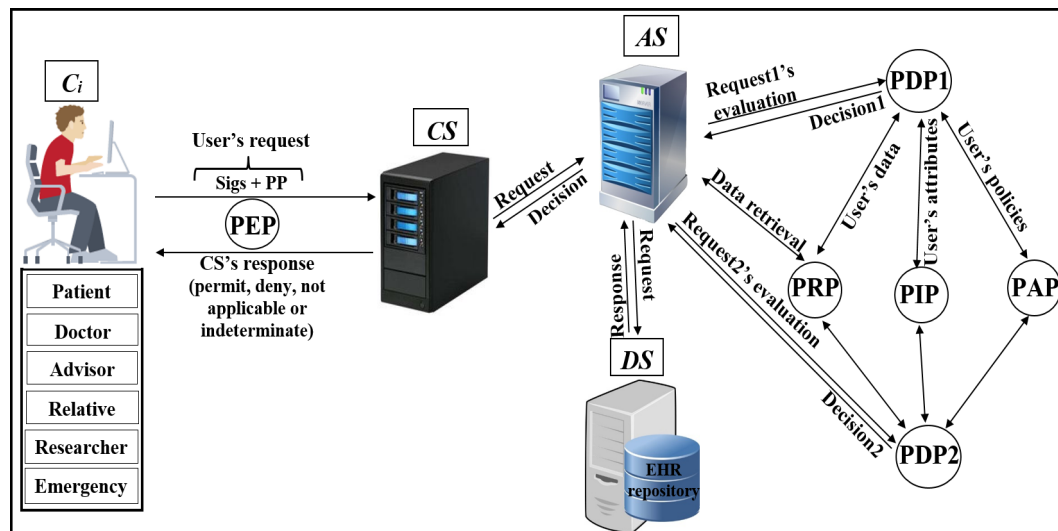 Ci
User's request
Sigs + PP
PEP
CS's response
(permit, deny, not
applicable or
indeterminate)
Patient
Doctor
Advisor
Relative
Researcher
Emergency
CS
Request
Decision
AS
Request1's
evaluation
Decision1
PDP1
User's data
User's attributes
User's policies
Data retrieval
Request2's evaluation
Decision2
PRP
PIP
PAP
PDP2
Response
Request
DS
EHR
repository